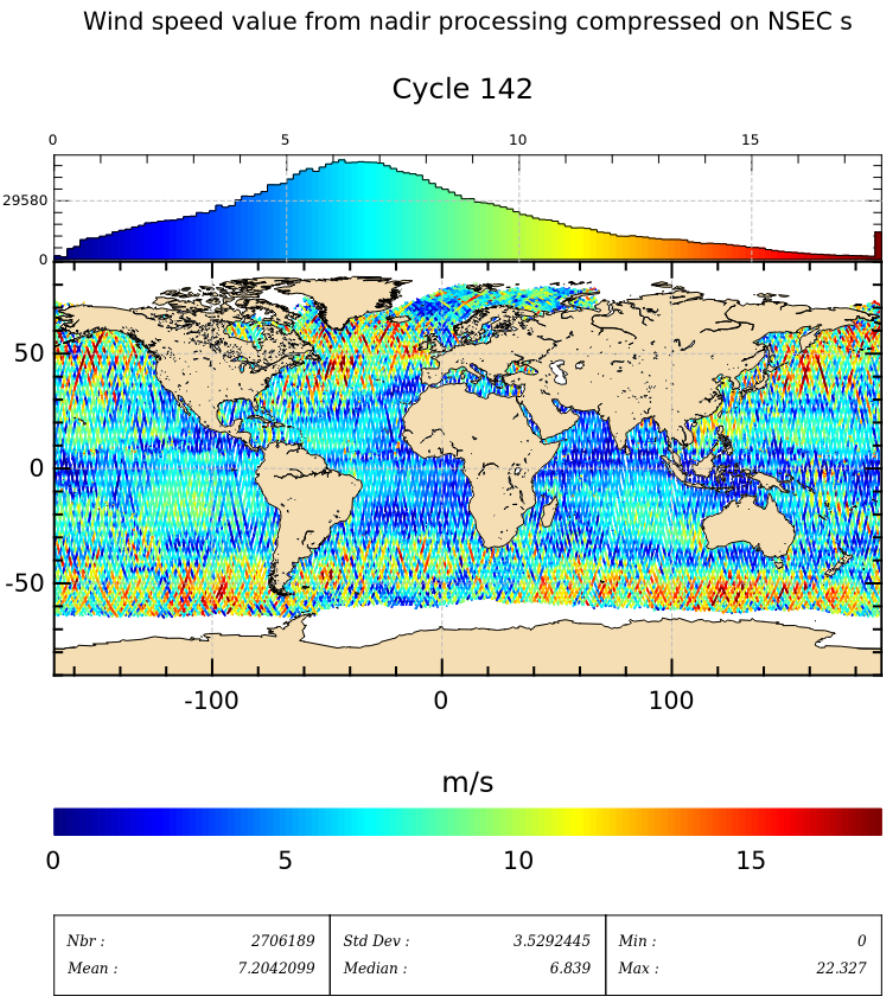 Wind speed value from nadir processing compressed on NSEC s
Cycle 142
0 5 10 15
29580
0
50
0
-50
-100 0 100
m/s
0 5 10 15
Nbr : 2706189 Std Dev : 3.5292445 Min : 0
Mean : 7.2042099 Median : 6.839 Max : 22.327